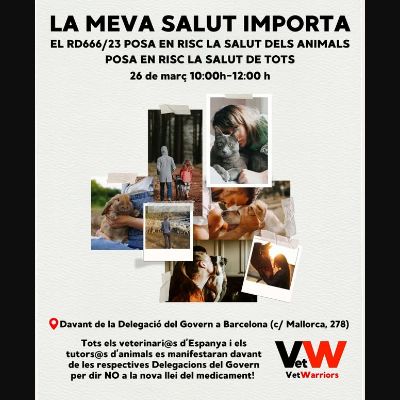 LA MEVA SALUT IMPORTA
EL RD666/23 POSA EN RISC LA SALUT DELS ANIMALS
POSA EN RISC LA SALUT DE TOTS
26 de març 10:00h-12:00 h
Davant de la Delegació del Govern a Barcelona (c/ Mallorca, 278)
Tots els veterinari@s d'Espanya i els
tutors@s d'animals es manifestaran davant
de les respectives Delegacions del Govern
per dir NO a la nova llei del medicament!
VetW
VetWarriors